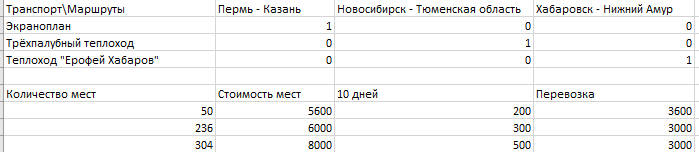 Транспорт\Маршруты Пермь - Казань Новосибирск - Тюменская область Хабаровск - Нижний Амур
Экраноплан 1 0 0
Трёхпалубный теплоход 0 1 0
Теплоход "Ерофей Хабаров" 0 0 1
Количество мест Стоимость мест 10 дней Перевозка
50 5600 200 3600
236 6000 300 3000
304 8000 500 3000